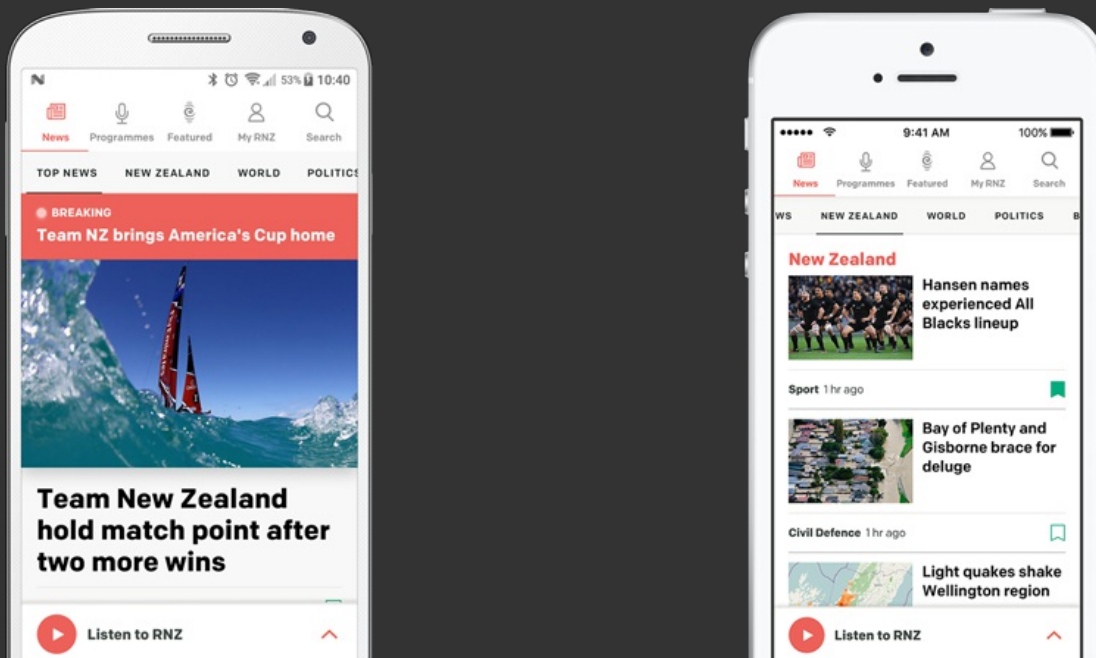 53% 10:40
News Programmes Featured My RNZ Search
TOP NEWS NEW ZEALAND WORLD POLITICS
BREAKING
Team NZ brings America's Cup home
Team New Zealand
hold match point after
two more wins
Listen to RNZ
9:41 AM 100%
News Programmes Featured My RNZ Search
WS NEW ZEALAND WORLD POLITICS B
New Zealand
Hansen names
experienced All
Blacks lineup
Sport 1 hr ago
Bay of Plenty and
Gisborne brace for
deluge
Civil Defence 1 hr ago
Light quakes shake
Wellington region
Listen to RNZ